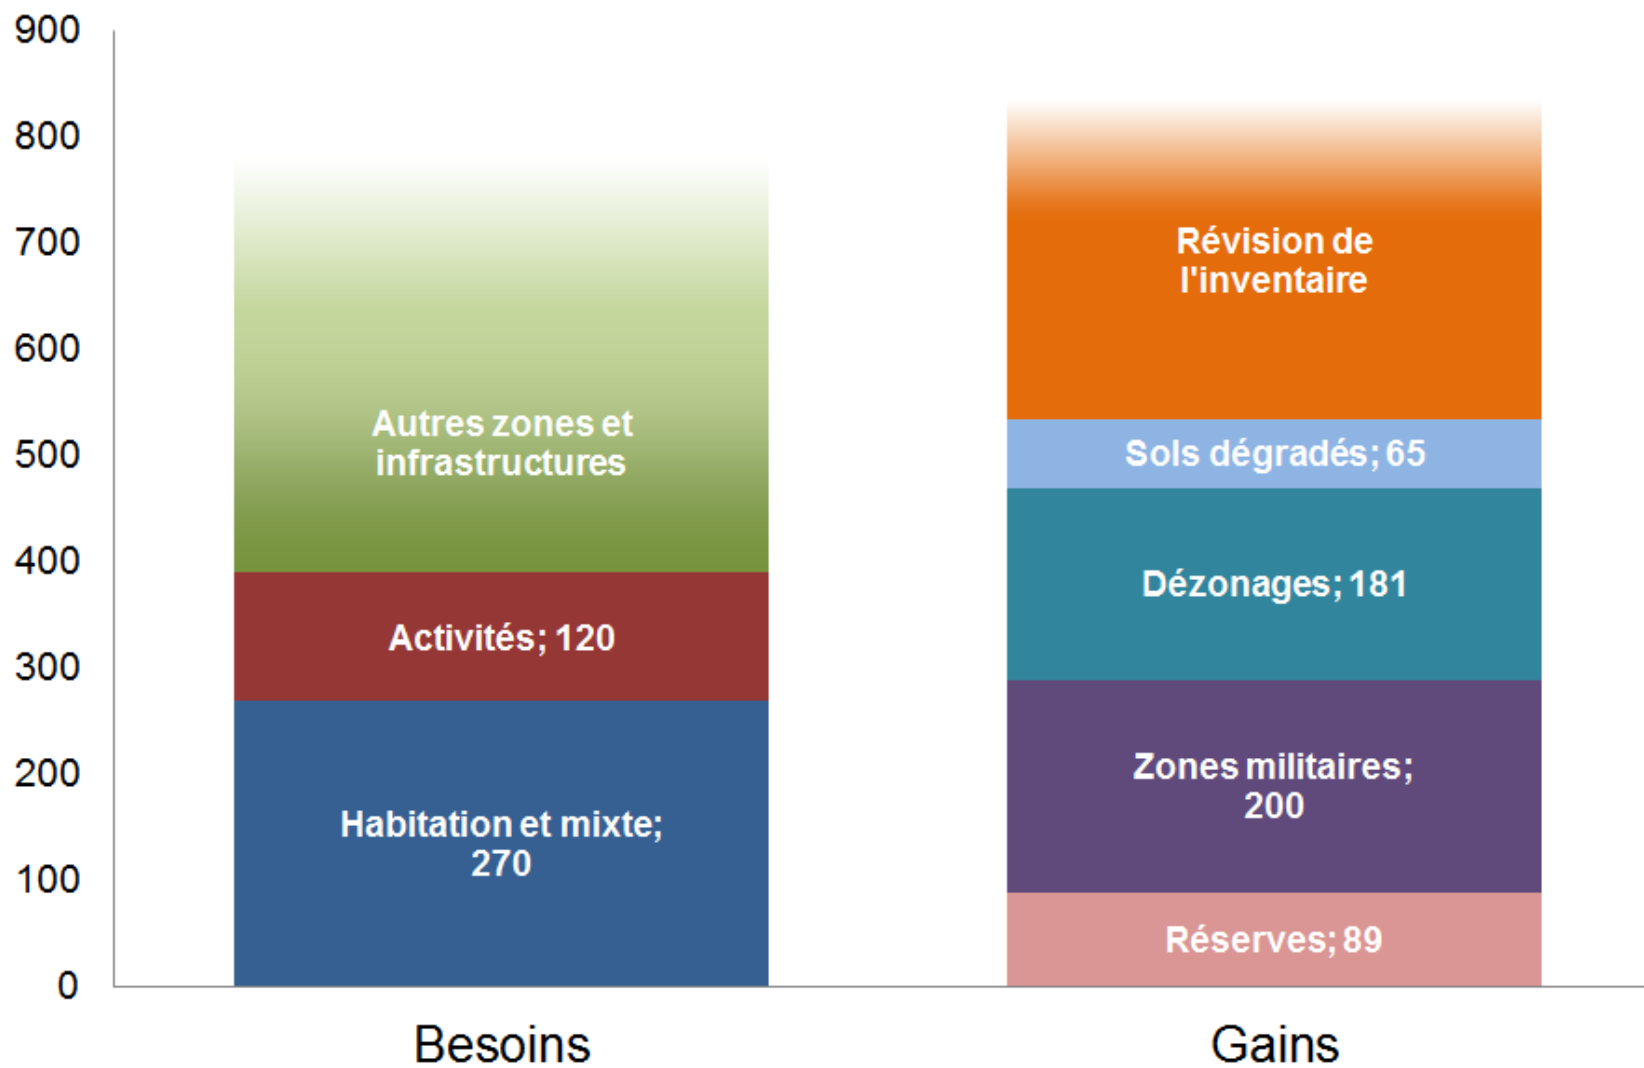 900
800
700
600
500
400
300
200
100
0
Autres zones et
infrastructures
Activités; 120
Habitation et mixte;
270
Révision de
l'inventaire
Sols dégradés; 65
Dézonages; 181
Zones militaires;
200
Réserves; 89
Besoins
Gains